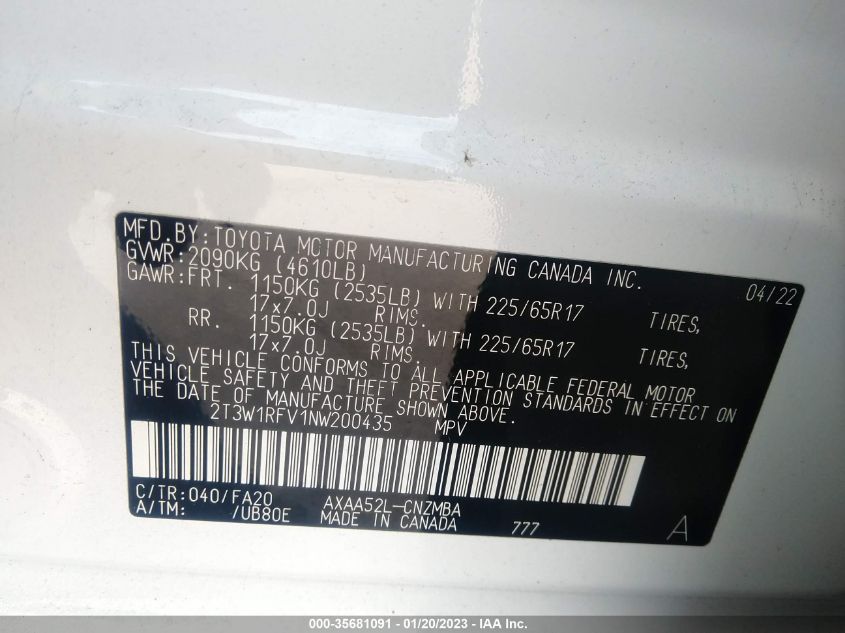 MFD.BY:TOYOTA MOTOR MANUFACTURING CANADA INC.
GVWR:2090KG (4610LB) 04/22
GAWR:FRT. 1150KG (2535LB) WITH 225/65R17 TIRES,
17x7.0J RIMS.
RR. 1150KG (2535LB) WITH 225/65R17 TIRES,
17x7.0J RIMS.
THIS VEHICLE CONFORMS TO ALL APPLICABLE FEDERAL MOTOR
VEHICLE SAFETY AND THEFT PREVENTION STANDARDS IN EFFECT ON
THE DATE OF MANUFACTURE SHOWN ABOVE.
2T3W1RFV1NW200435 MPV
C/TR:040/FA20 AXAA52L-CNZMBA
A/TM: /UB80E MADE IN CANADA 777 A
000-35681091 - 01/20/2023 - IAA Inc.